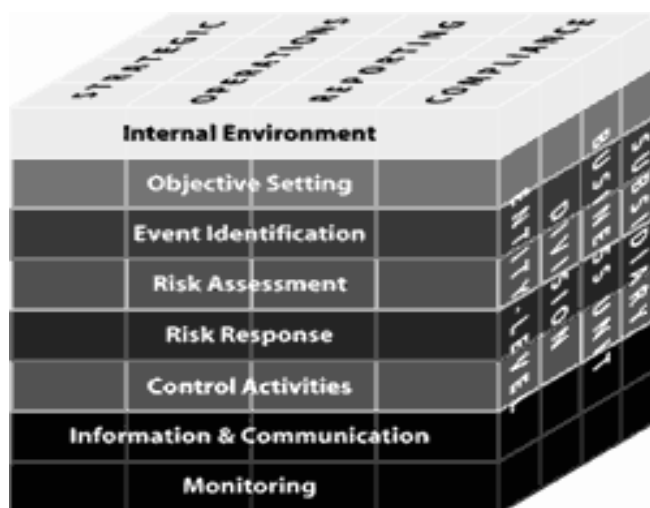 STRATEGIC
OPERATIONS
REPORTING
COMPLIANCE
Internal Environment
Objective Setting
Event Identification
Risk Assessment
Risk Response
Control Activities
Information & Communication
Monitoring
ENTITY-LEVEL
DIVISION
BUSINESS UNIT
SUBSIDIARY